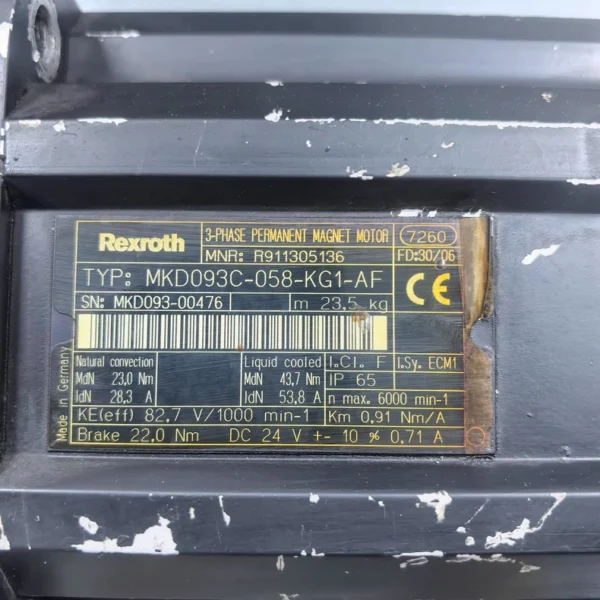 Rexroth 3-PHASE PERMANENT MAGNET MOTOR 7260
MNR: R911305136 FD:30/06
TYP: MKD093C-058-KG1-AF
SN: MKD093-00476 m 23,5 kg
CE
Natural convection Liquid cooled I.Cl. F I.Sy. ECM1
MdN 23,0 Nm MdN 43,7 Nm IP 65
IdN 28,3 A IdN 53,8 A n max. 6000 min-1
KE(eff) 82,7 V/1000 min-1 Km 0,91 Nm/A
Brake 22,0 Nm DC 24 V +- 10 % 0,71 A
Made in Germany